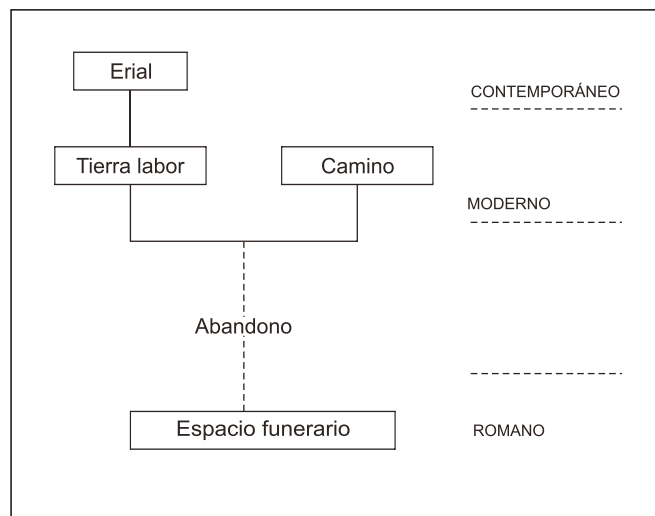 Erial
CONTEMPORÁNEO
Tierra labor
Camino
MODERNO
Abandono
Espacio funerario
ROMANO